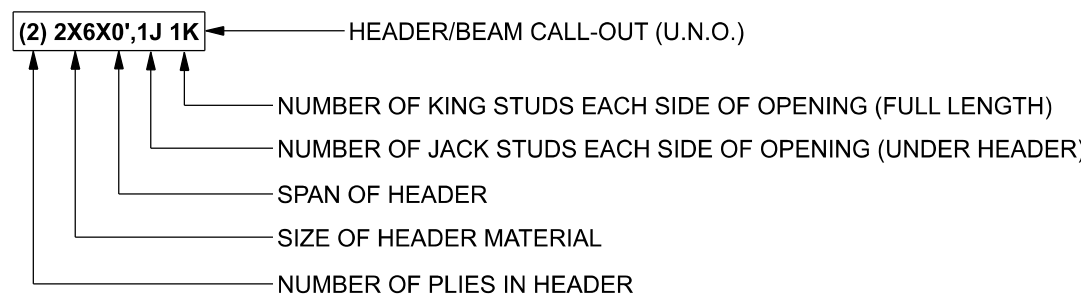 (2) 2X6X0',1J 1K HEADER/BEAM CALL-OUT (U.N.O.)
NUMBER OF KING STUDS EACH SIDE OF OPENING (FULL LENGTH)
NUMBER OF JACK STUDS EACH SIDE OF OPENING (UNDER HEADER)
SPAN OF HEADER
SIZE OF HEADER MATERIAL
NUMBER OF PLIES IN HEADER